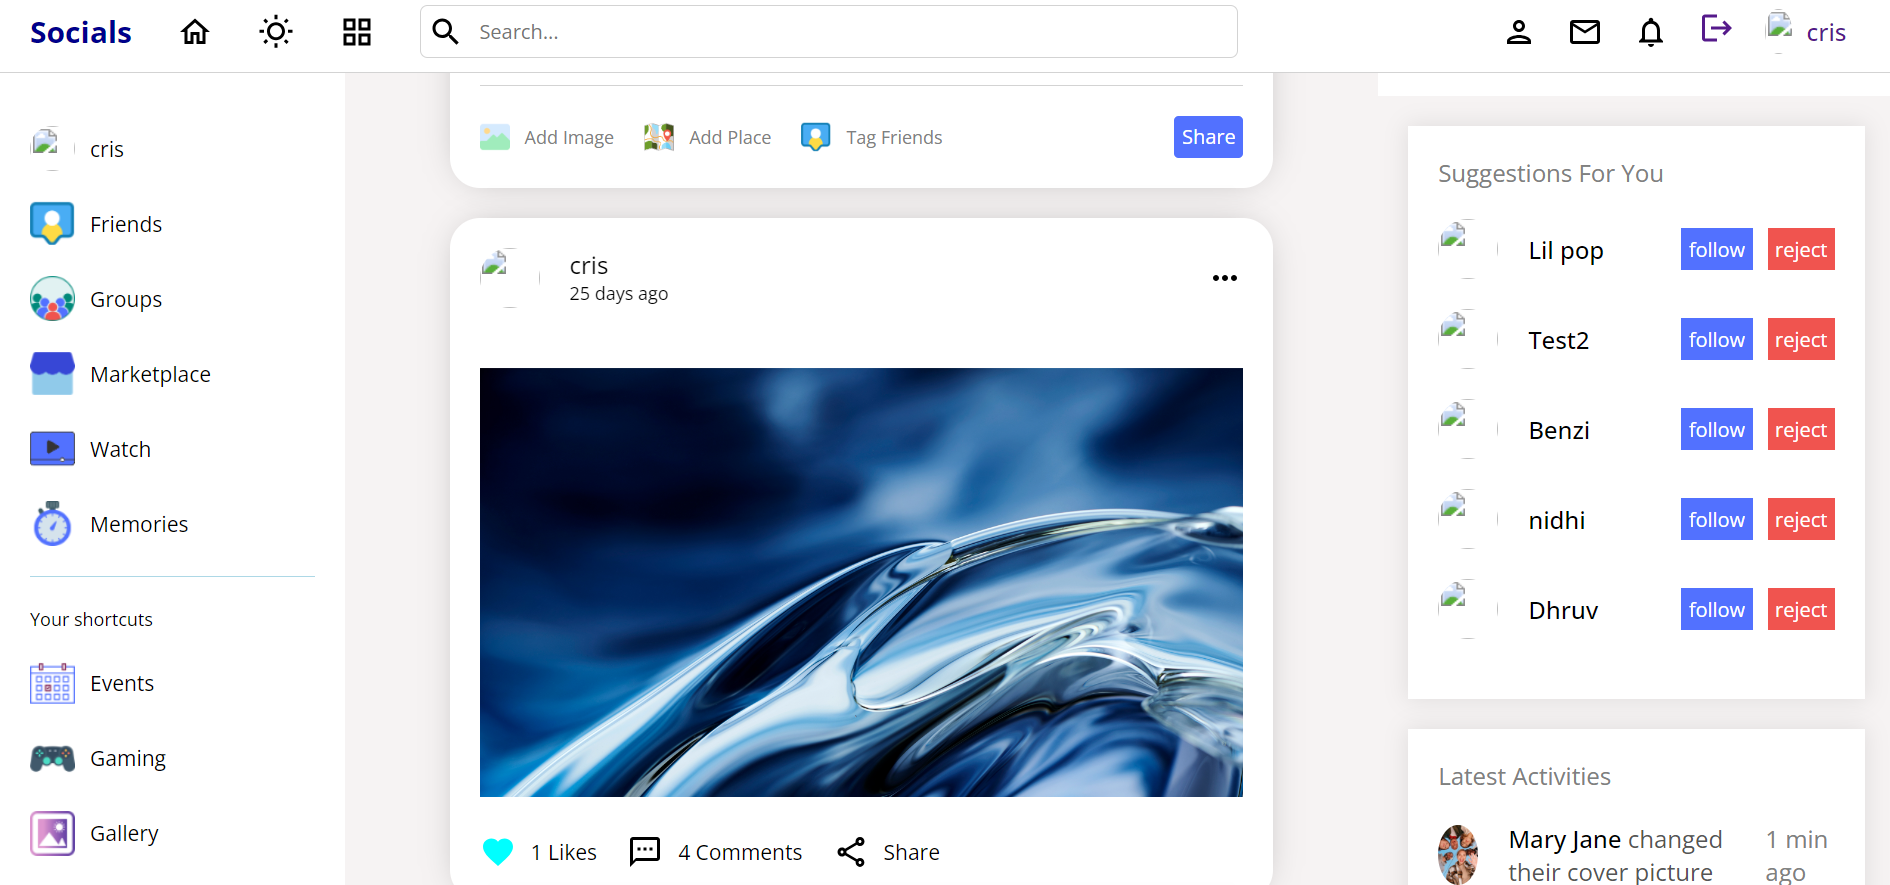 Socials
Search...
cris
cris
Friends
Groups
Marketplace
Watch
Memories
Your shortcuts
Events
Gaming
Gallery
Add Image
Add Place
Tag Friends
Share
cris
25 days ago
1 Likes
4 Comments
Share
Suggestions For You
Lil pop follow reject
Test2 follow reject
Benzi follow reject
nidhi follow reject
Dhruv follow reject
Latest Activities
Mary Jane changed 1 min
their cover picture ago